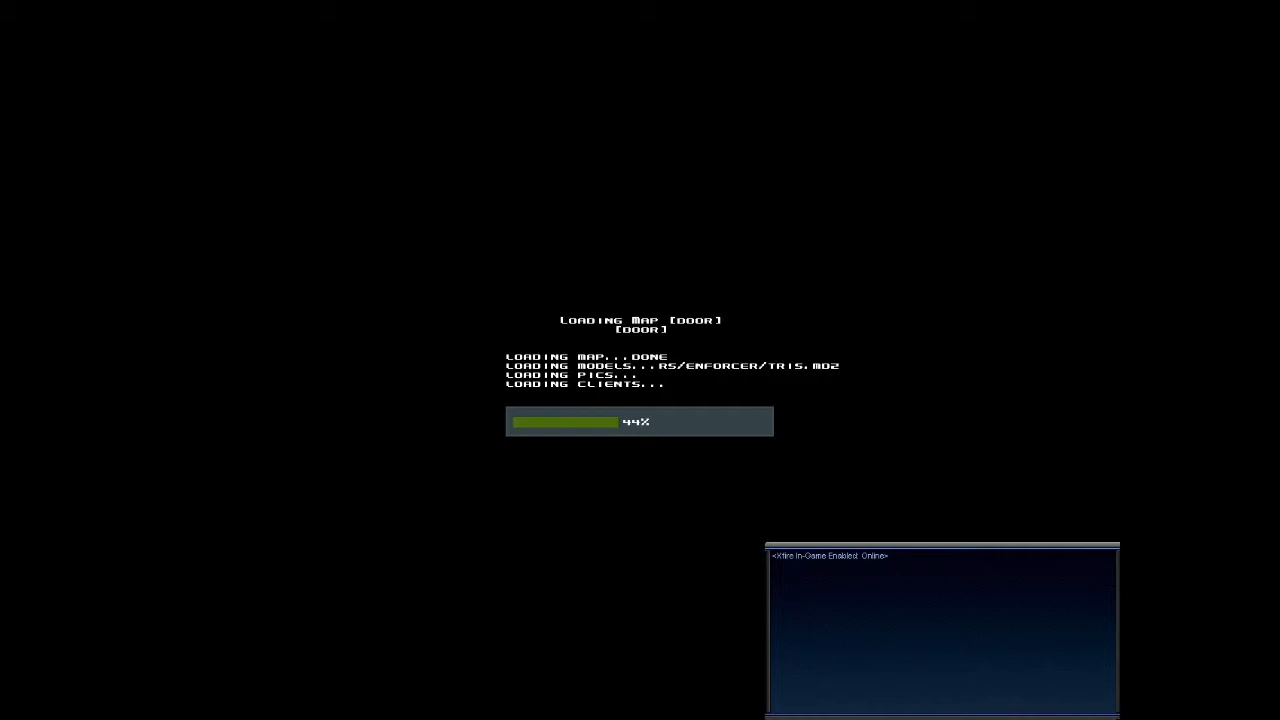 LOADING MAP [DOOR]
[DOOR]
LOADING MAP...DONE
LOADING MODELS...RS/ENFORCER/TRIS.MD2
LOADING PICS...
LOADING CLIENTS...
44%
<Xfire In-Game Enabled: Online>